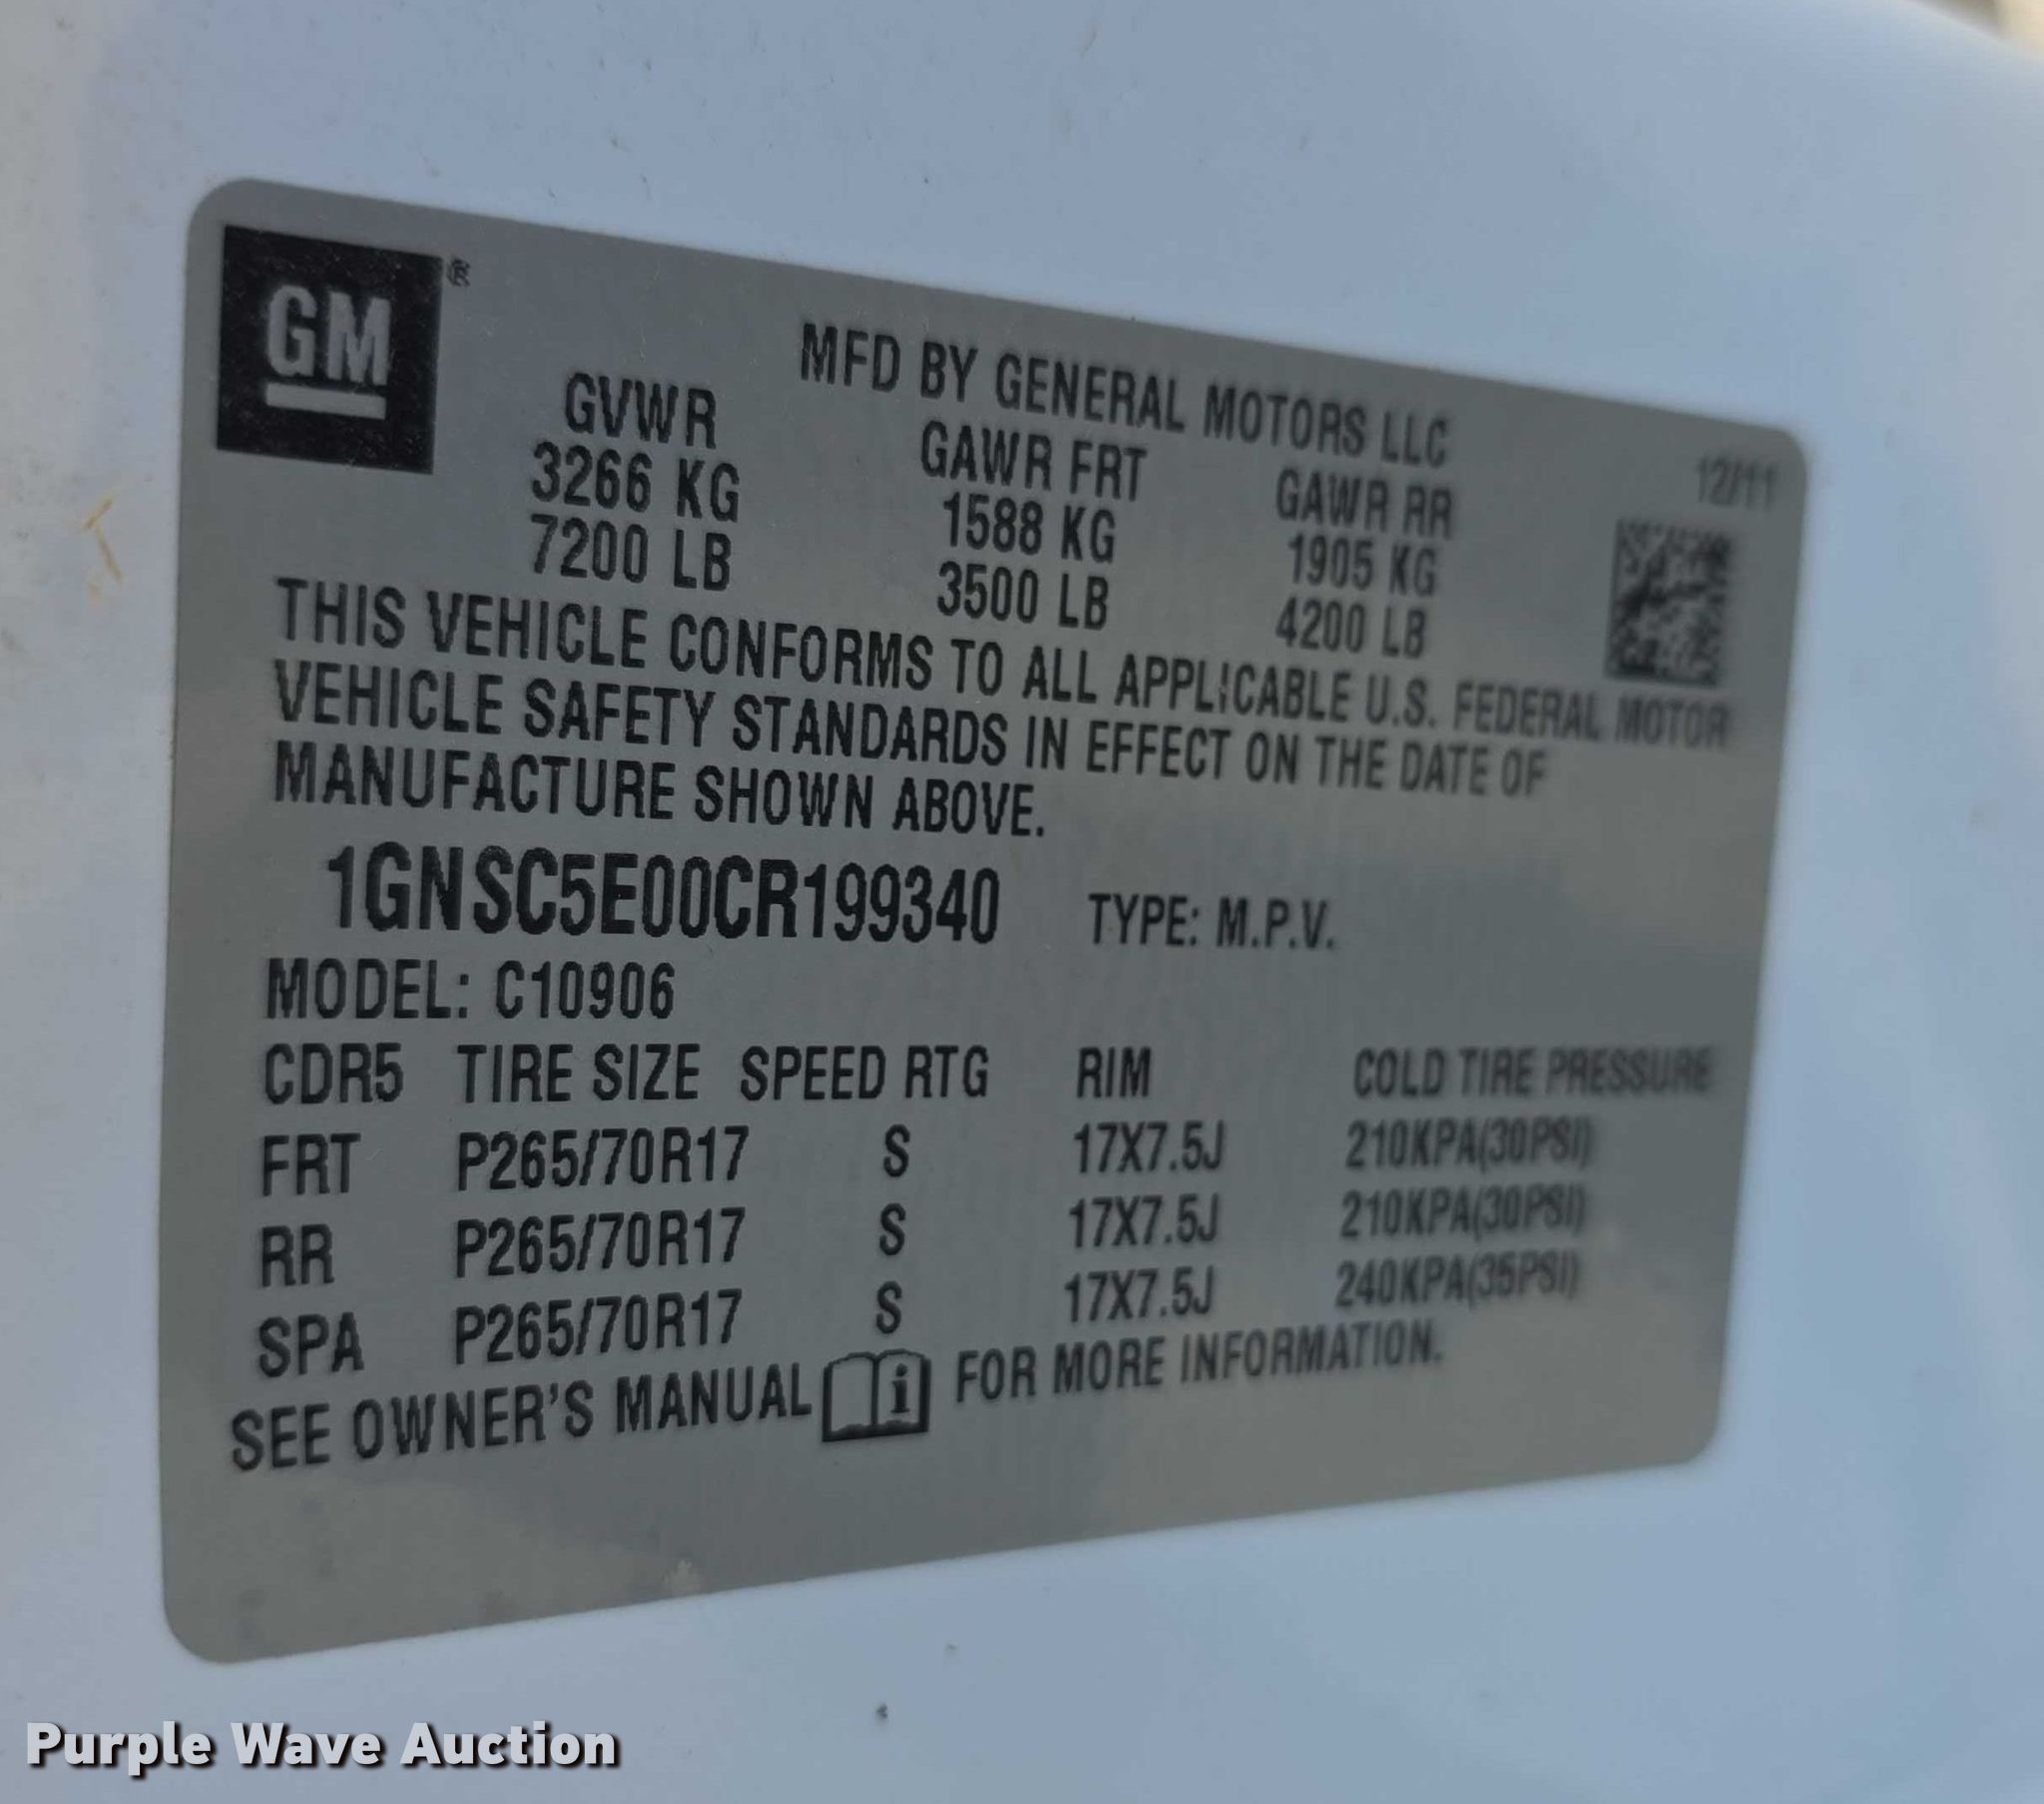 GM ®
MFD BY GENERAL MOTORS LLC
12/11
GVWR GAWR FRT GAWR RR
3266 KG 1588 KG 1905 KG
7200 LB 3500 LB 4200 LB
THIS VEHICLE CONFORMS TO ALL APPLICABLE U.S. FEDERAL MOTOR
VEHICLE SAFETY STANDARDS IN EFFECT ON THE DATE OF
MANUFACTURE SHOWN ABOVE.
1GNSC5E00CR199340 TYPE: M.P.V.
MODEL: C10906
CDR5 TIRE SIZE SPEED RTG RIM COLD TIRE PRESSURE
FRT P265/70R17 S 17X7.5J 210KPA(30PSI)
RR P265/70R17 S 17X7.5J 210KPA(30PSI)
SPA P265/70R17 S 17X7.5J 240KPA(35PSI)
SEE OWNER'S MANUAL i FOR MORE INFORMATION.
Purple Wave Auction